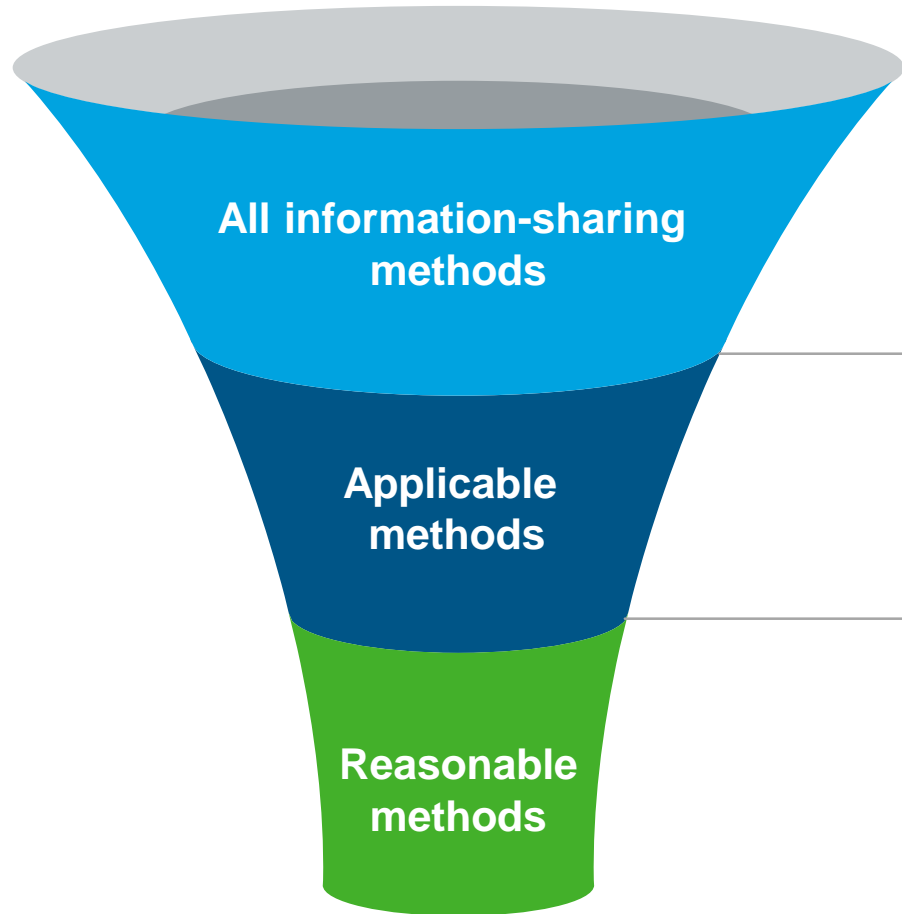 All information-sharing
methods
Applicable
methods
Reasonable
methods